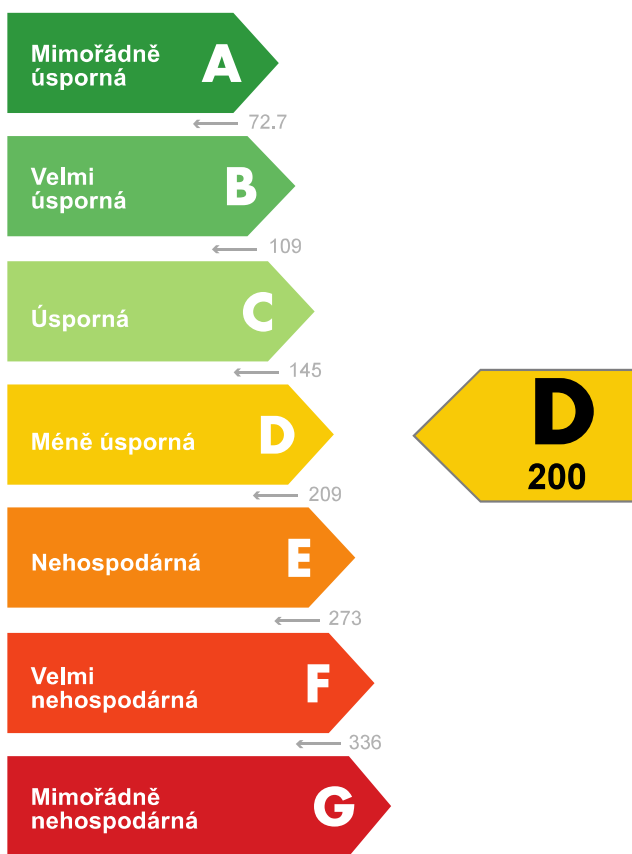 Mimořádně
úsporná
A
72.7
Velmi
úsporná
B
109
Úsporná
C
145
Méně úsporná
D
209
Nehospodárná
E
273
Velmi
nehospodárná
F
336
Mimořádně
nehospodárná
G
D
200